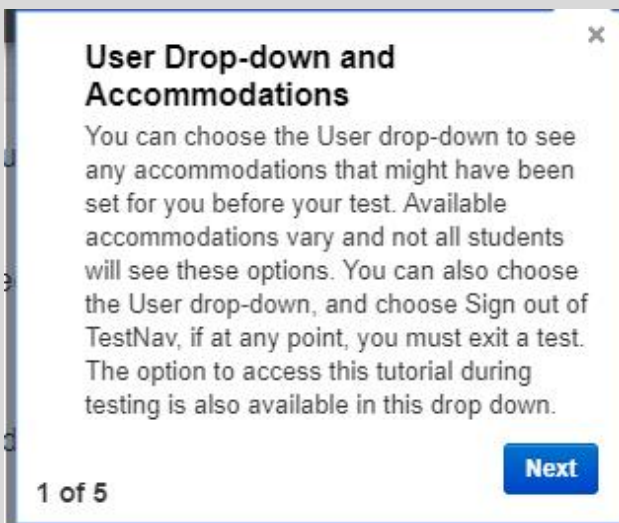 ×
User Drop-down and
Accommodations
You can choose the User drop-down to see
any accommodations that might have been
set for you before your test. Available
accommodations vary and not all students
will see these options. You can also choose
the User drop-down, and choose Sign out of
TestNav, if at any point, you must exit a test.
The option to access this tutorial during
testing is also available in this drop down.
Next
1 of 5